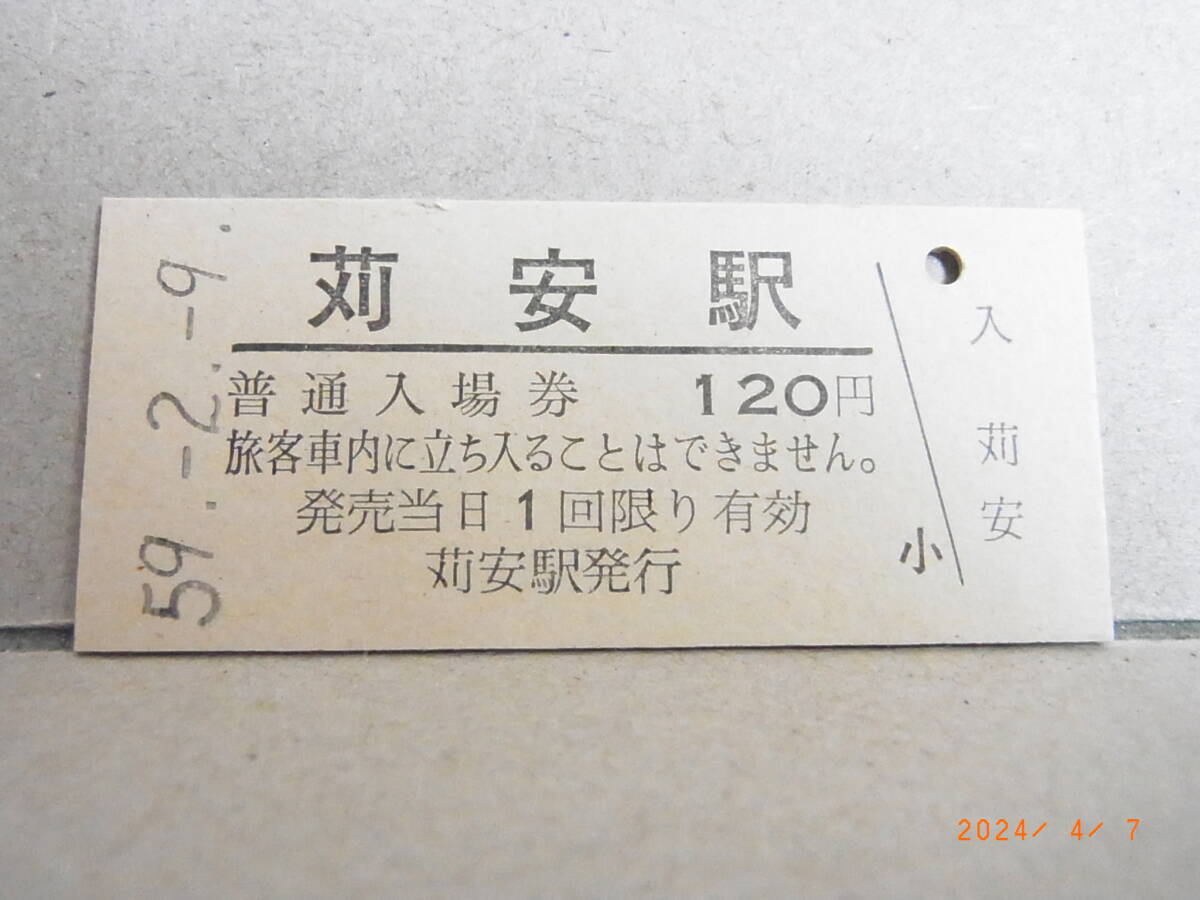 59.-2.-9.
苅安駅
普通入場券 120円
旅客車内に立ち入ることはできません。
発売当日1回限り有効
苅安駅発行
小
入
苅安
2024/ 4/ 7